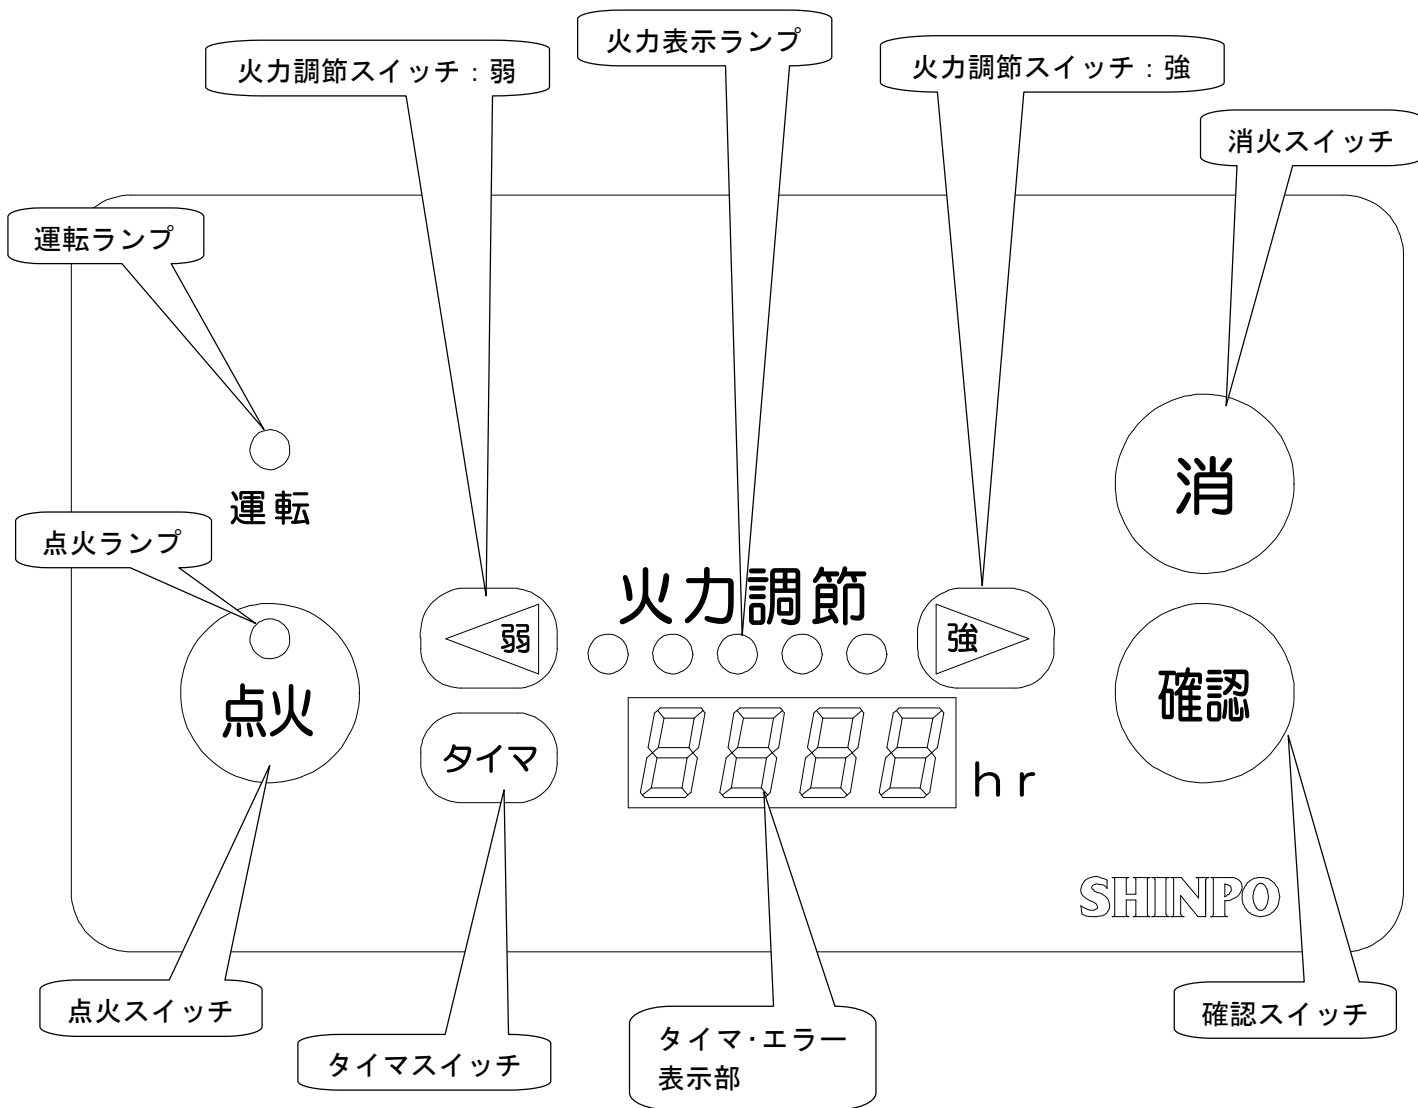 火力表示ランプ
火力調節スイッチ：弱
火力調節スイッチ：強
消火スイッチ
運転ランプ
運転
消
点火ランプ
火力調節
弱
強
点火
確認
タイマ
8888
hr
SHINPO
点火スイッチ
確認スイッチ
タイマスイッチ
タイマ・エラー
表示部